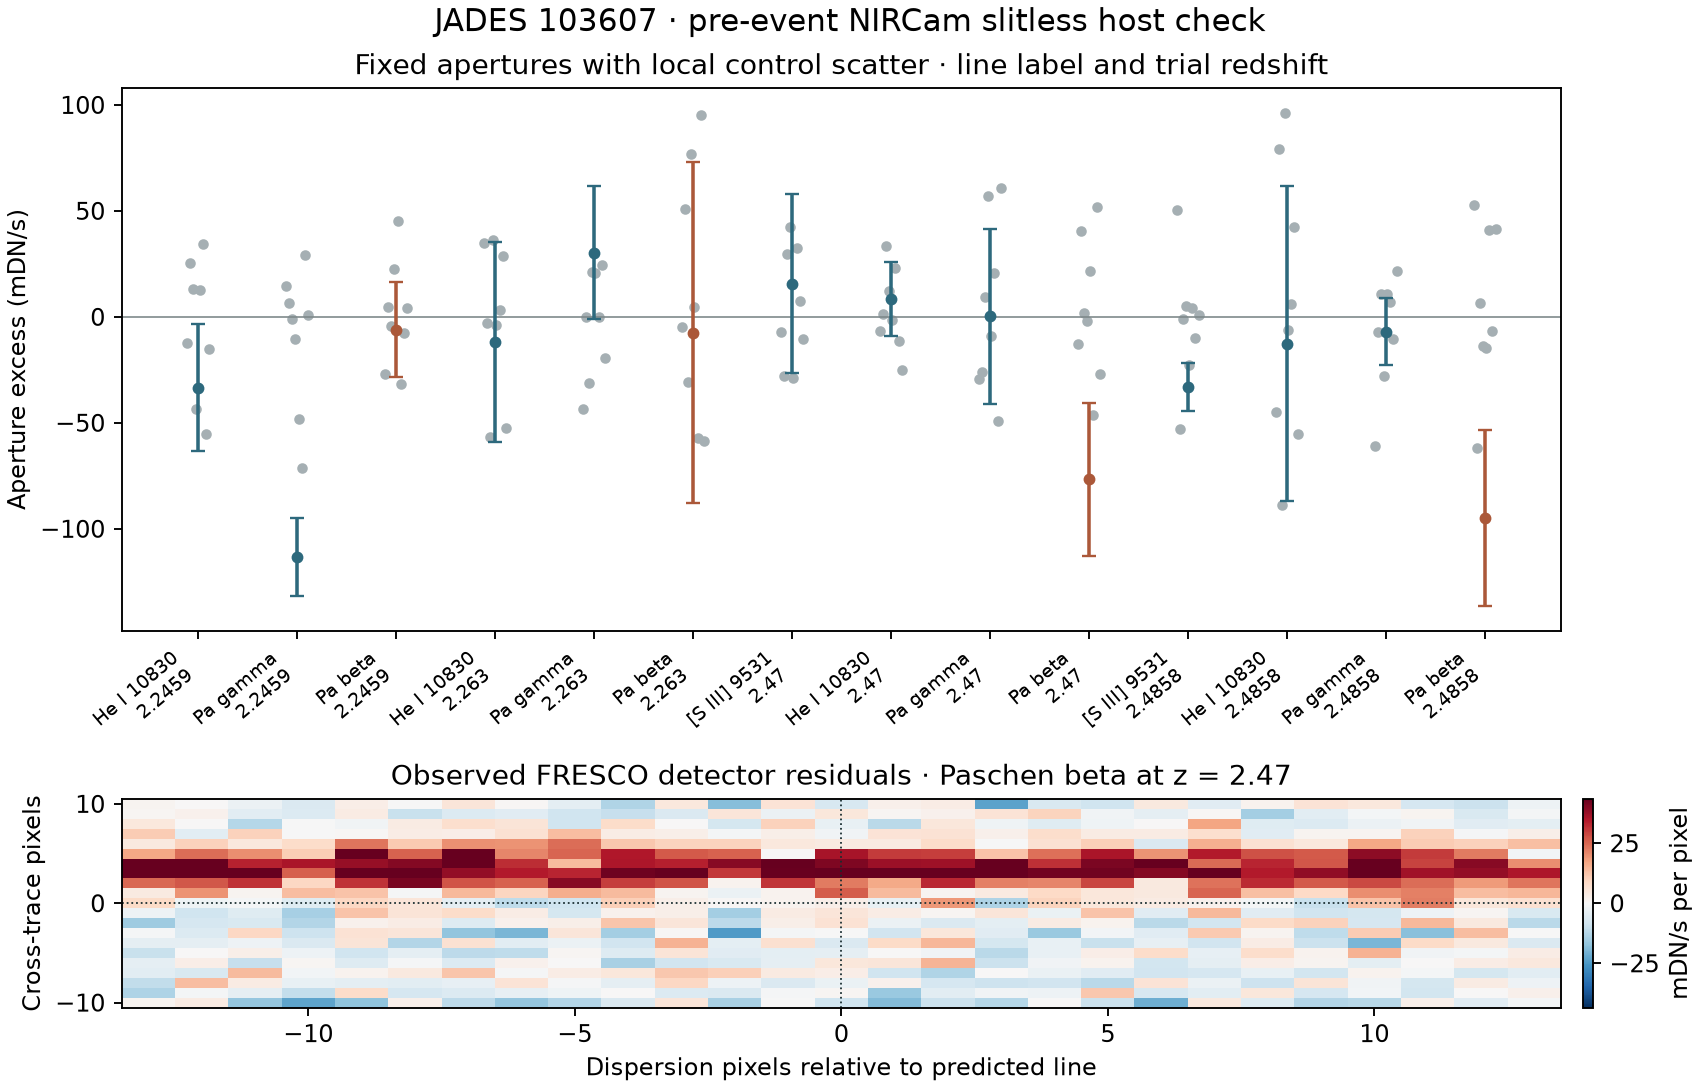 JADES 103607 · pre-event NIRCam slitless host check
Fixed apertures with local control scatter · line label and trial redshift
Aperture excess (mDN/s)
100
50
0
−50
−100
He I 10830
2.2459
Pa gamma
2.2459
Pa beta
2.2459
He I 10830
2.263
Pa gamma
2.263
Pa beta
2.263
[S III] 9531
2.47
He I 10830
2.47
Pa gamma
2.47
Pa beta
2.47
[S III] 9531
2.4858
He I 10830
2.4858
Pa gamma
2.4858
Pa beta
2.4858
Observed FRESCO detector residuals · Paschen beta at z = 2.47
Cross-trace pixels
10
0
−10
−10
−5
0
5
10
Dispersion pixels relative to predicted line
25
0
−25
mDN/s per pixel